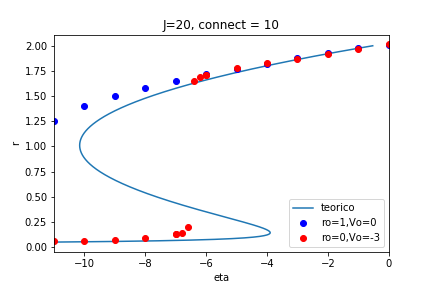 J=20, connect = 10
2.00
1.75
1.50
1.25
1.00
0.75
0.50
0.25
0.00
r
−10
−8
−6
−4
−2
0
eta
teorico
ro=1,Vo=0
ro=0,Vo=-3